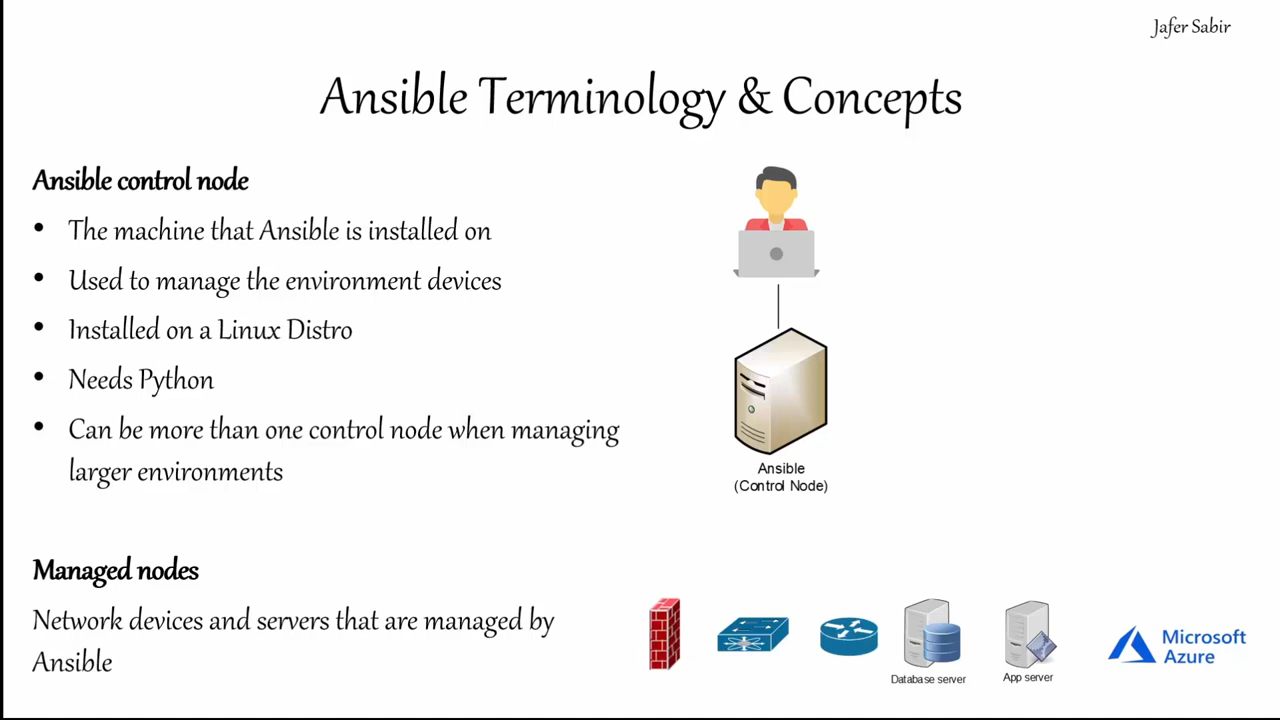 Jafer Sabir
Ansible Terminology & Concepts
Ansible control node
• The machine that Ansible is installed on
• Used to manage the environment devices
• Installed on a Linux Distro
• Needs Python
• Can be more than one control node when managing
larger environments
Ansible
(Control Node)
Managed nodes
Network devices and servers that are managed by
Ansible
Database server
App server
Microsoft
Azure